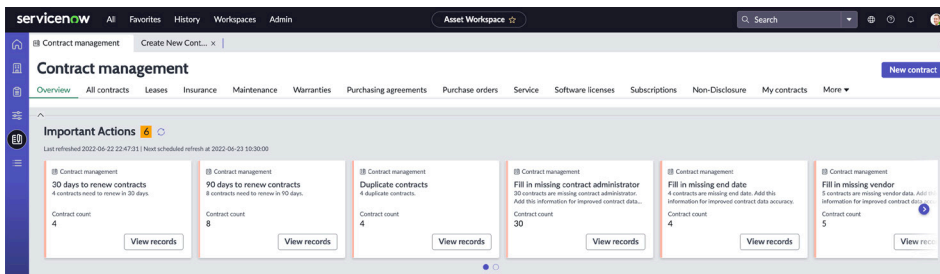 servicenow All Favorites History Workspaces Admin Asset Workspace Search
Contract management Create New Cont... ×
Contract management New contract
Overview All contracts Leases Insurance Maintenance Warranties Purchasing agreements Purchase orders Service Software licenses Subscriptions Non-Disclosure My contracts More
Important Actions 6
Last refreshed 2022-06-22 22:47:31 | Next scheduled refresh at 2022-06-23 10:30:00
Contract management
30 days to renew contracts
4 contracts need to renew in 30 days.
Contract count
4
View records
Contract management
90 days to renew contracts
8 contracts need to renew in 90 days.
Contract count
8
View records
Contract management
Duplicate contracts
4 duplicate contracts.
Contract count
4
View records
Contract management
Fill in missing contract administrator
30 contracts are missing contract administrator.
Add this information for improved contract data...
Contract count
30
View records
Contract management
Fill in missing end date
4 contracts are missing end date. Add this
information for improved contract data accuracy.
Contract count
4
View records
Contract management
Fill in missing vendor
5 contracts are missing vendor data. Add
information for improved contract data
Contract count
5
View